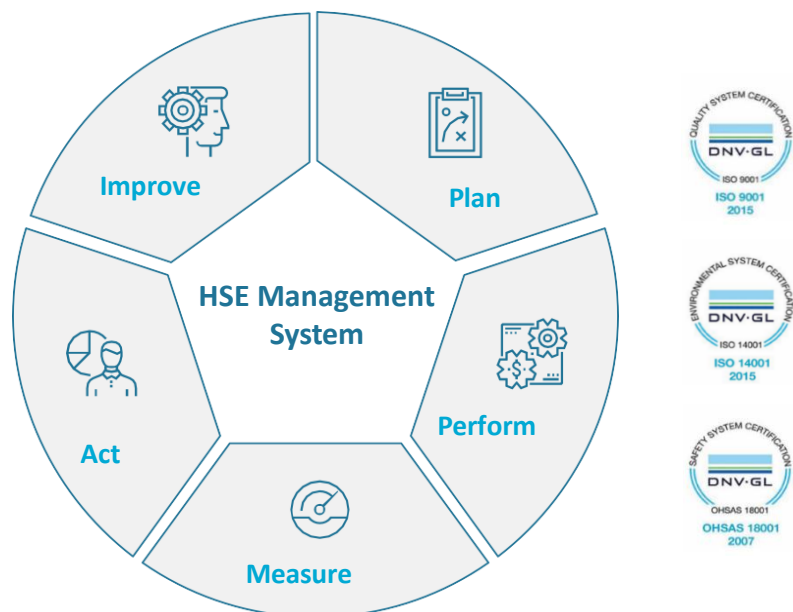 Improve
Plan
HSE Management
System
Act
Perform
Measure
$
QUALITY SYSTEM CERTIFICATION
DNV·GL
ISO 9001
ISO 9001
2015
ENVIRONMENTAL SYSTEM CERTIFICATION
DNV·GL
ISO 14001
ISO 14001
2015
SAFETY SYSTEM CERTIFICATION
DNV·GL
OHSAS 18001
OHSAS 18001
2007